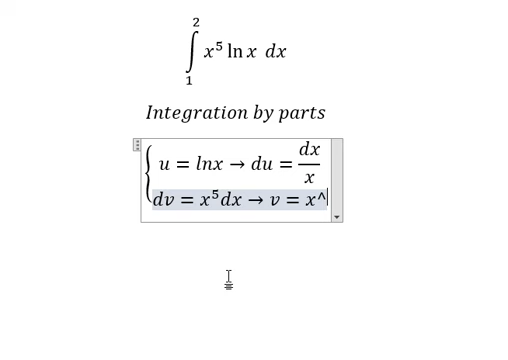 ∫₁² x⁵ ln x dx
Integration by parts
{ u = lnx → du = dx/x
dv = x⁵dx → v = x^